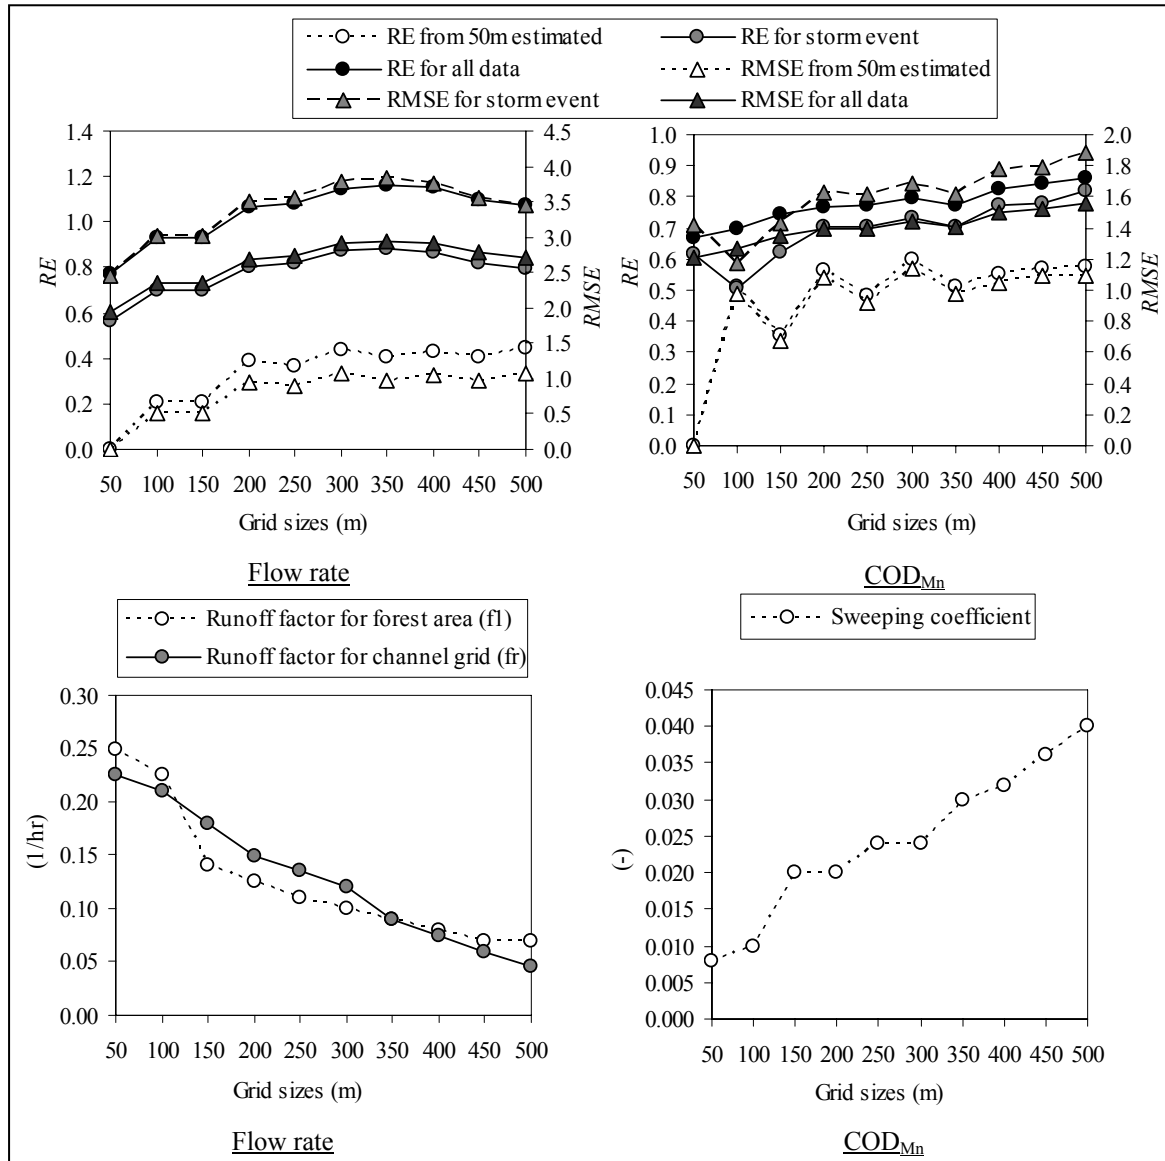 RE from 50m estimated
RE for storm event
RE for all data
RMSE from 50m estimated
RMSE for storm event
RMSE for all data
RE
1.4
1.2
1.0
0.8
0.6
0.4
0.2
0.0
4.5
4.0
3.5
3.0
2.5
2.0
1.5
1.0
0.5
0.0
RMSE
50 100 150 200 250 300 350 400 450 500
Grid sizes (m)
Flow rate
RE
1.0
0.9
0.8
0.7
0.6
0.5
0.4
0.3
0.2
0.1
0.0
2.0
1.8
1.6
1.4
1.2
1.0
0.8
0.6
0.4
0.2
0.0
RMSE
50 100 150 200 250 300 350 400 450 500
Grid sizes (m)
COD_Mn
Runoff factor for forest area (f1)
Runoff factor for channel grid (fr)
(1/hr)
0.30
0.25
0.20
0.15
0.10
0.05
0.00
50 100 150 200 250 300 350 400 450 500
Grid sizes (m)
Flow rate
Sweeping coefficient
(-)
0.045
0.040
0.035
0.030
0.025
0.020
0.015
0.010
0.005
0.000
50 100 150 200 250 300 350 400 450 500
Grid sizes (m)
COD_Mn